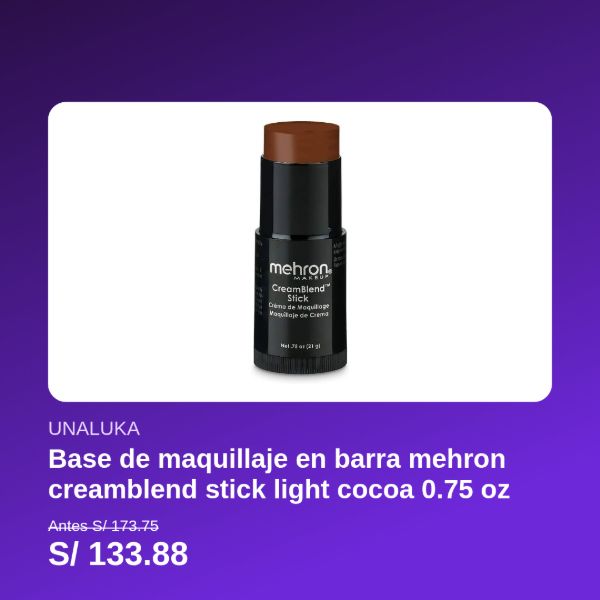 mehron
MAKEUP
CreamBlend™
Stick
Crème de Maquillage
Maquillaje de Crema
Net .75 oz (21 g)
UNALUKA
Base de maquillaje en barra mehron
creamblend stick light cocoa 0.75 oz
Antes S/ 173.75
S/ 133.88